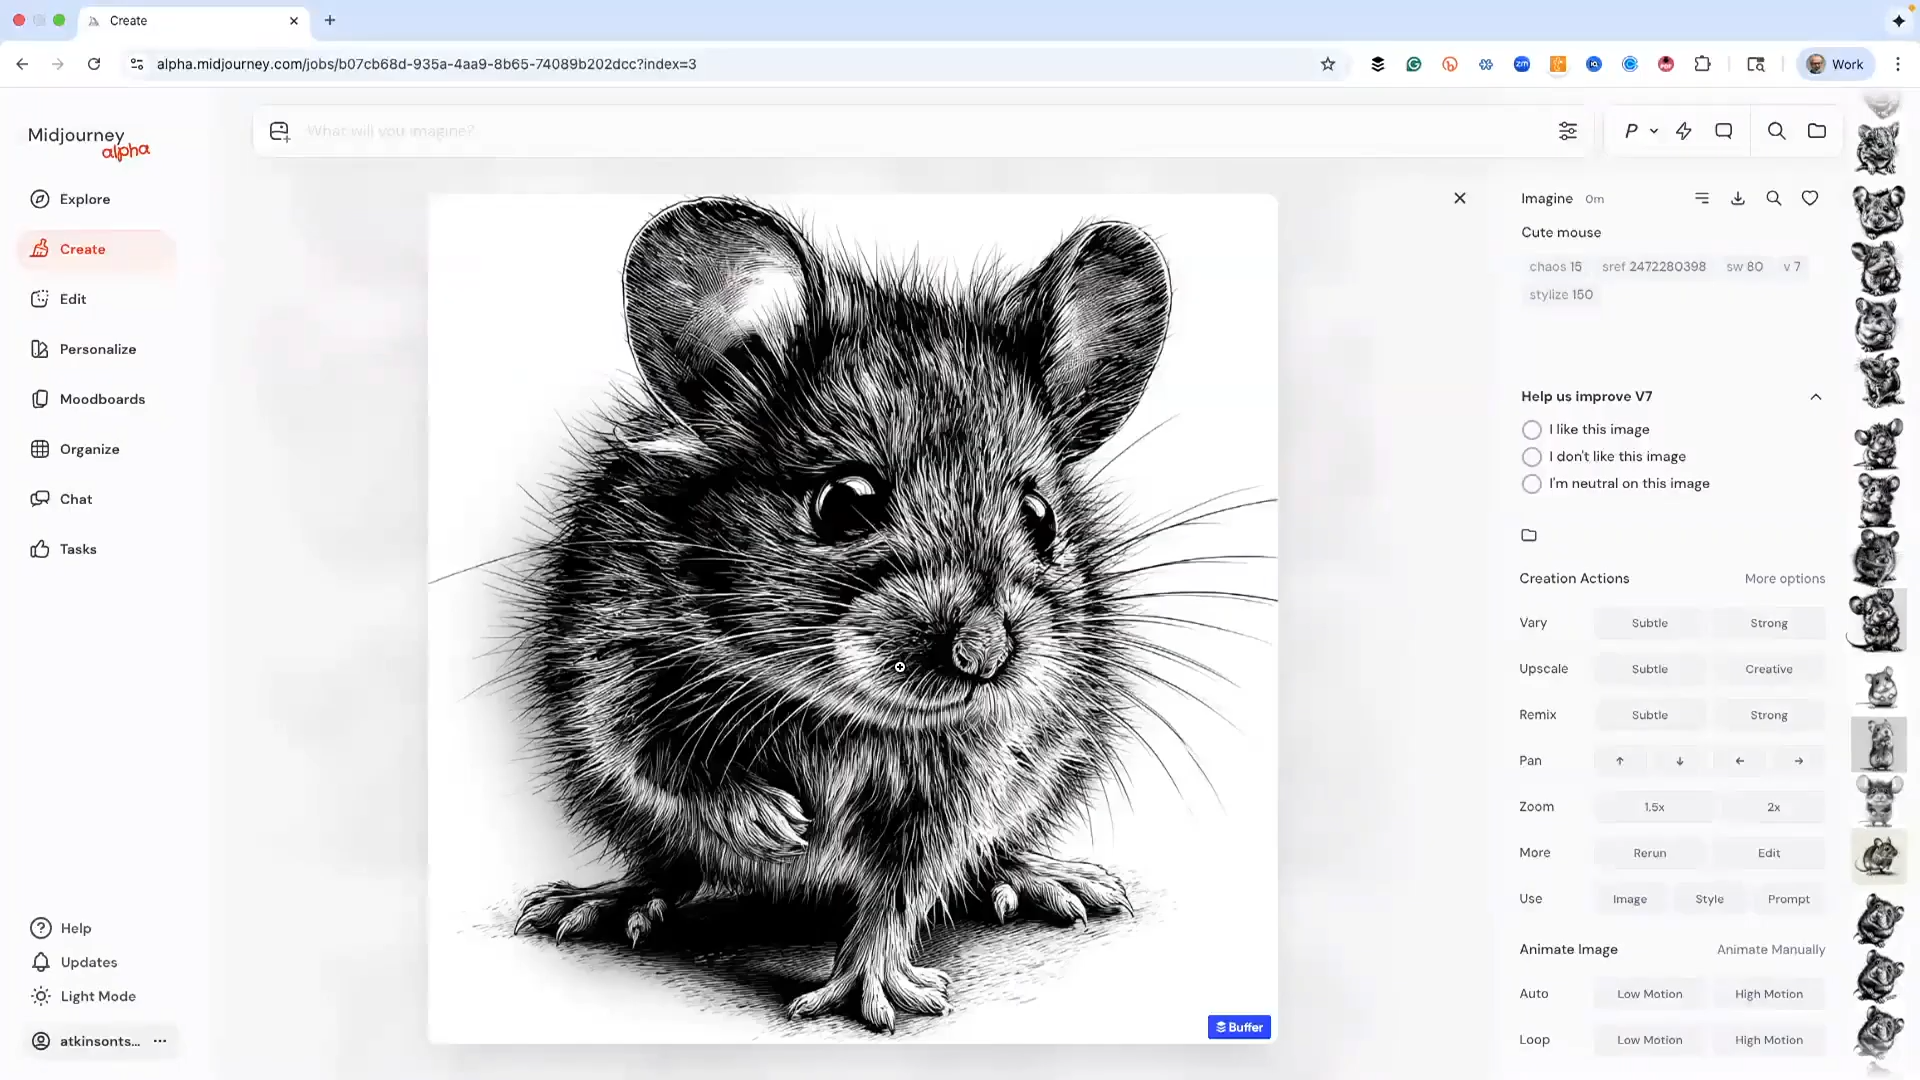 Create
alpha.midjourney.com/jobs/b07cb68d-935a-4aa9-8b65-74089b202dcc?index=3
zm
Work
Midjourney
alpha
What will you imagine?
P
Explore
Create
Edit
Personalize
Moodboards
Organize
Chat
Tasks
Help
Updates
Light Mode
atkinsonts... ...
Buffer
Imagine 0m
Cute mouse
chaos 15 sref 2472280398 sw 80 v 7
stylize 150
Help us improve V7
I like this image
I don't like this image
I'm neutral on this image
Creation Actions More options
Vary Subtle Strong
Upscale Subtle Creative
Remix Subtle Strong
Pan ↑ ↓ ← →
Zoom 1.5x 2x
More Rerun Edit
Use Image Style Prompt
Animate Image Animate Manually
Auto Low Motion High Motion
Loop Low Motion High Motion